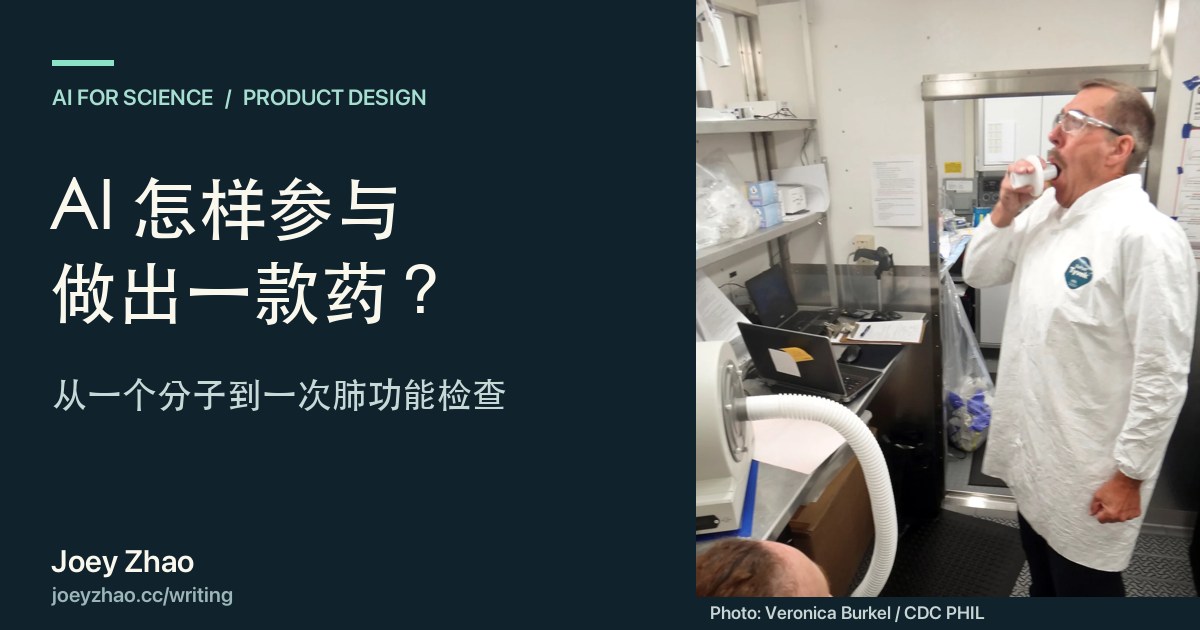 AI FOR SCIENCE / PRODUCT DESIGN
AI 怎样参与
做出一款药？
从一个分子到一次肺功能检查
Joey Zhao
joeyzhao.cc/writing
Photo: Veronica Burkel / CDC PHIL